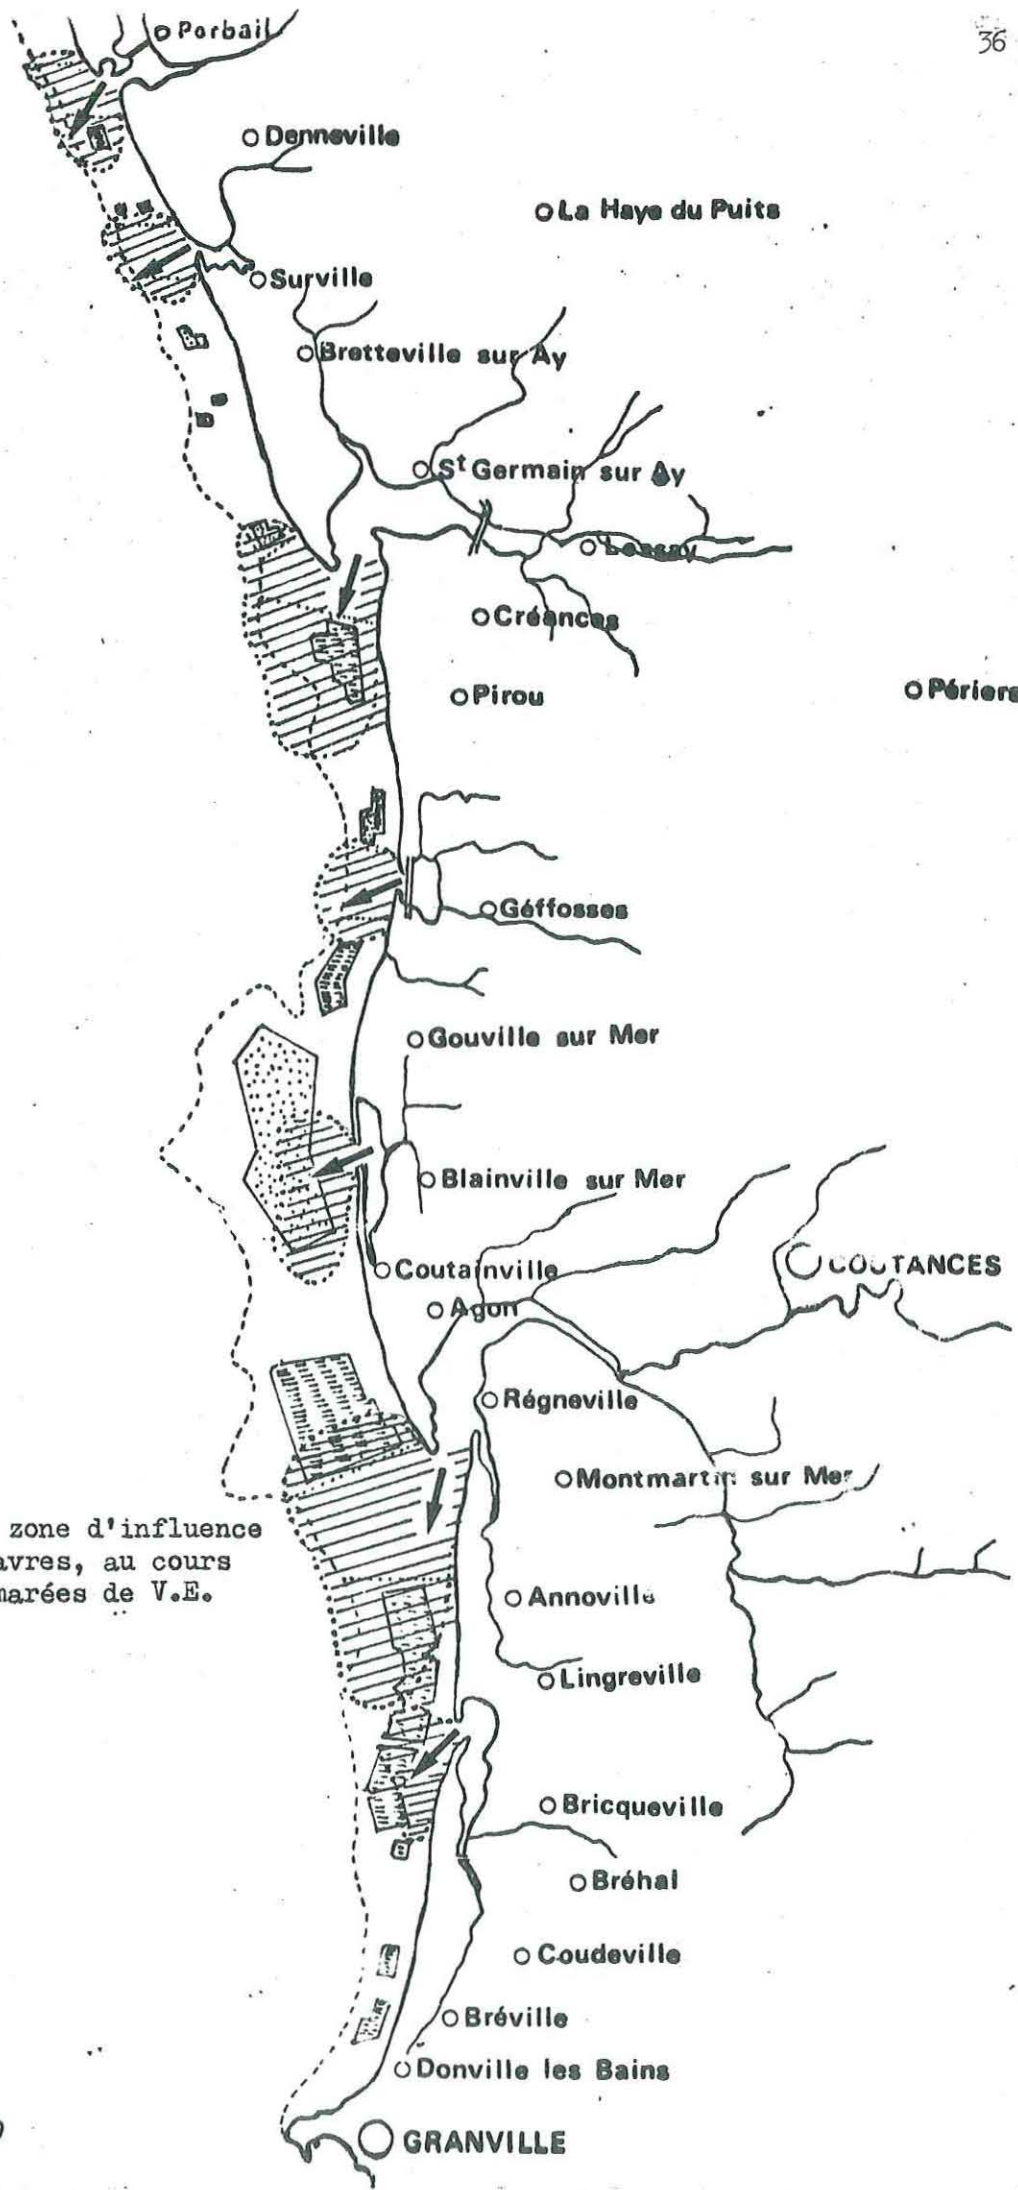 36
Porbail
Denneville
La Haye du Puits
Surville
Bretteville sur Ay
St Germain sur Ay
Lessay
Créances
Pirou
Périers
Géffosses
Gouville sur Mer
Blainville sur Mer
COUTANCES
Coutainville
Agon
Régneville
Montmartin sur Mer
zone d'influence
avres, au cours
marées de V.E.
Annoville
Lingreville
Bricqueville
Bréhal
Coudeville
Bréville
Donville les Bains
GRANVILLE